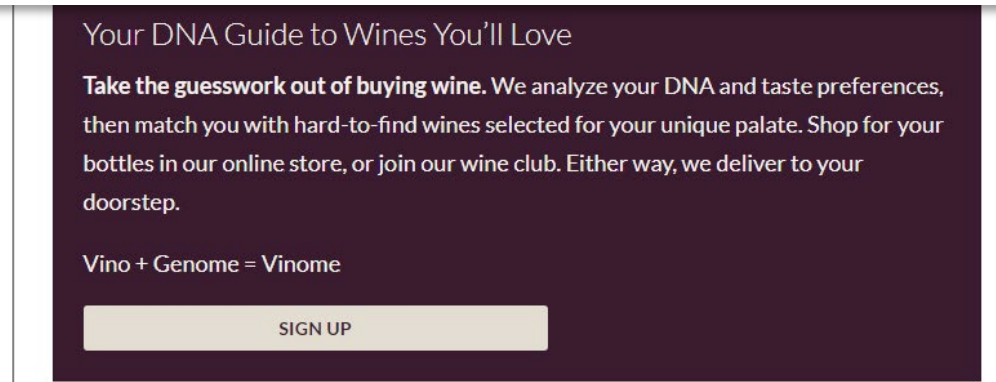 Your DNA Guide to Wines You'll Love
Take the guesswork out of buying wine. We analyze your DNA and taste preferences,
then match you with hard-to-find wines selected for your unique palate. Shop for your
bottles in our online store, or join our wine club. Either way, we deliver to your
doorstep.
Vino + Genome = Vinome
SIGN UP